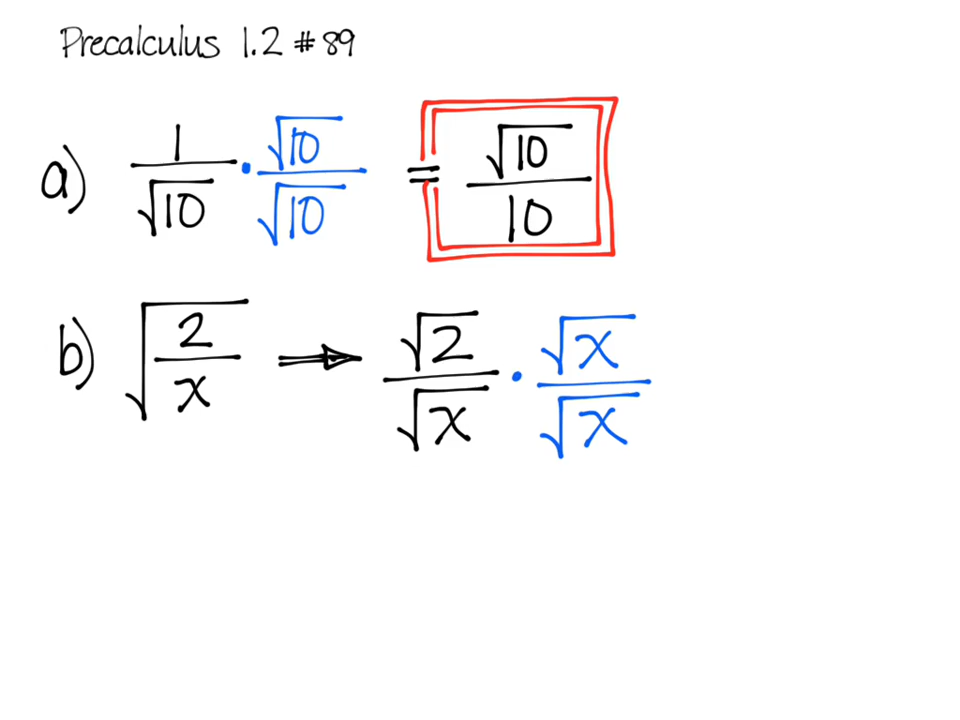 Precalculus 1.2 # 89
a) 1/√10 · √10/√10 = √10/10
b) √(2/x) ⇒ √2/√x · √x/√x